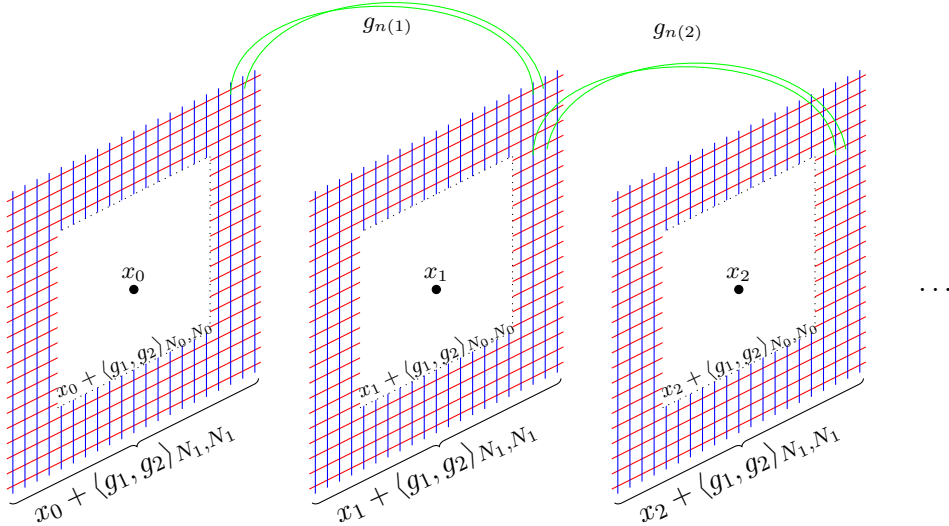 g_{n(1)}
g_{n(2)}
x_0
x_1
x_2
...
x_0 + ⟨g_1, g_2⟩_{N_0,N_0}
x_1 + ⟨g_1, g_2⟩_{N_0,N_0}
x_2 + ⟨g_1, g_2⟩_{N_0,N_0}
x_0 + ⟨g_1, g_2⟩_{N_1,N_1}
x_1 + ⟨g_1, g_2⟩_{N_1,N_1}
x_2 + ⟨g_1, g_2⟩_{N_1,N_1}